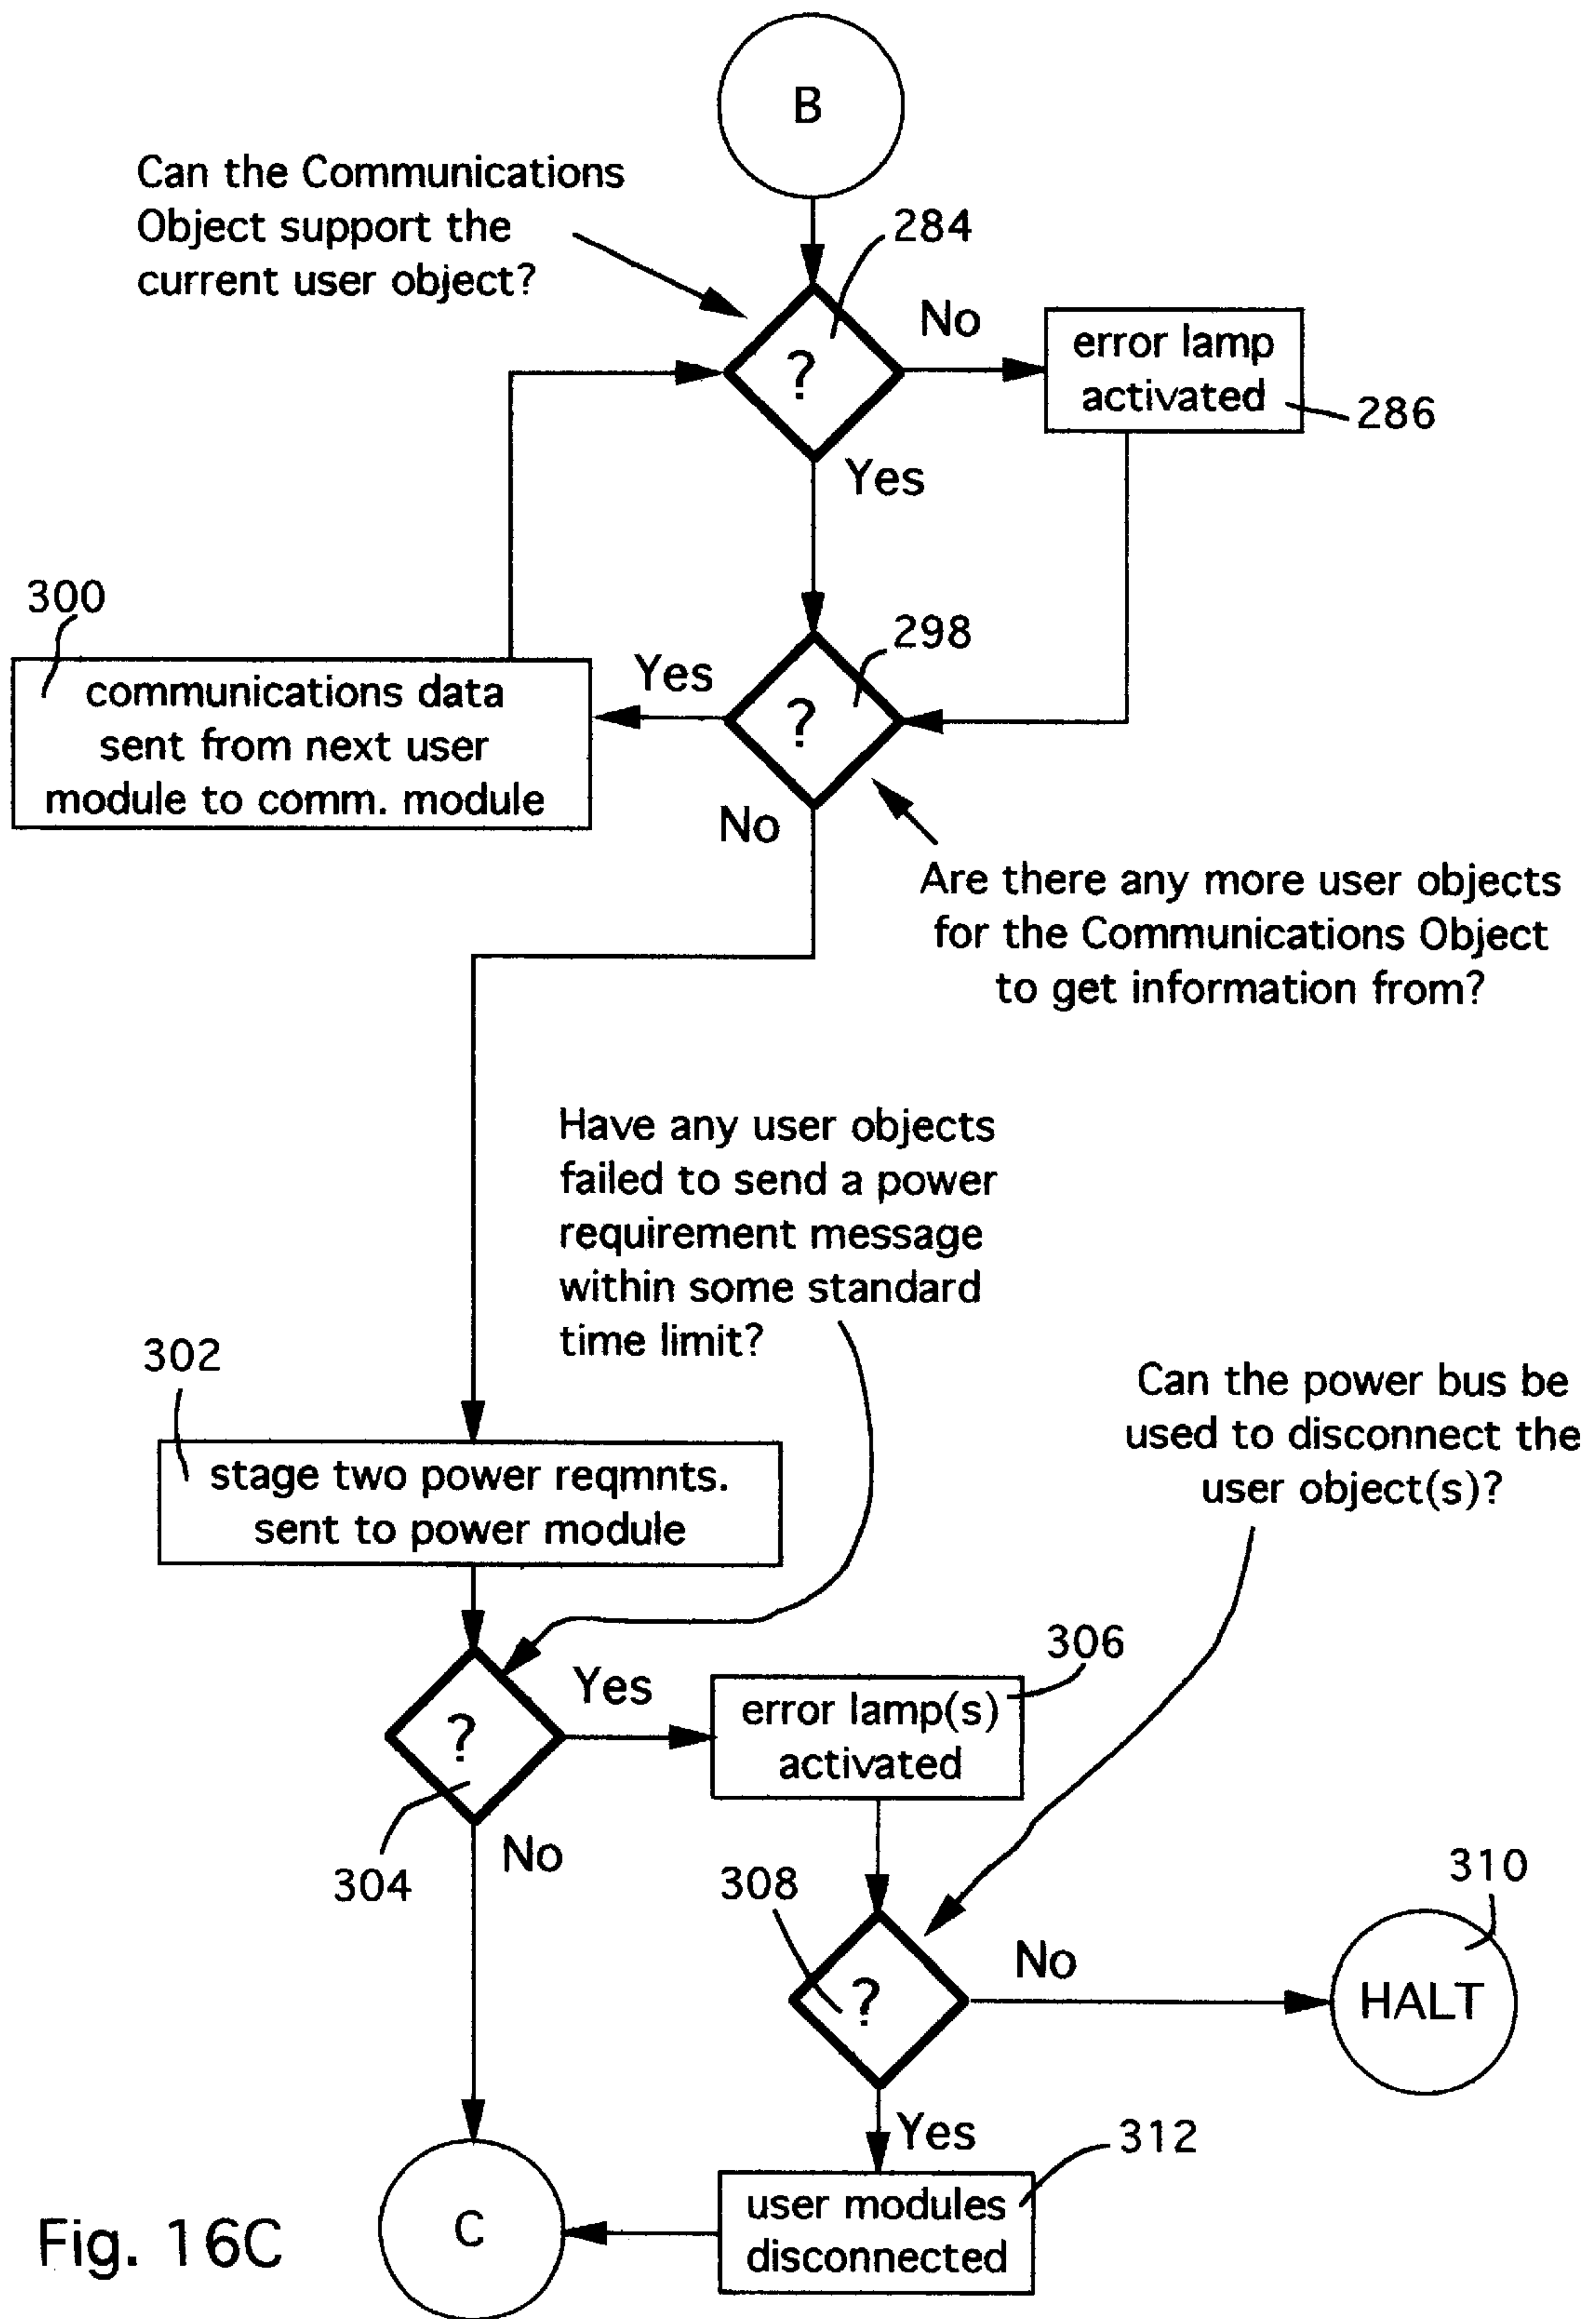 B
Can the Communications
Object support the
current user object?
284
?
No
error lamp
activated
286
Yes
300
communications data
sent from next user
module to comm. module
Yes
298
?
No
Are there any more user objects
for the Communications Object
to get information from?
Have any user objects
failed to send a power
requirement message
within some standard
time limit?
302
stage two power reqmnts.
sent to power module
Can the power bus be
used to disconnect the
user object(s)?
?
304
Yes
306
error lamp(s)
activated
No
308
?
No
310
HALT
Yes
312
user modules
disconnected
C
Fig. 16C